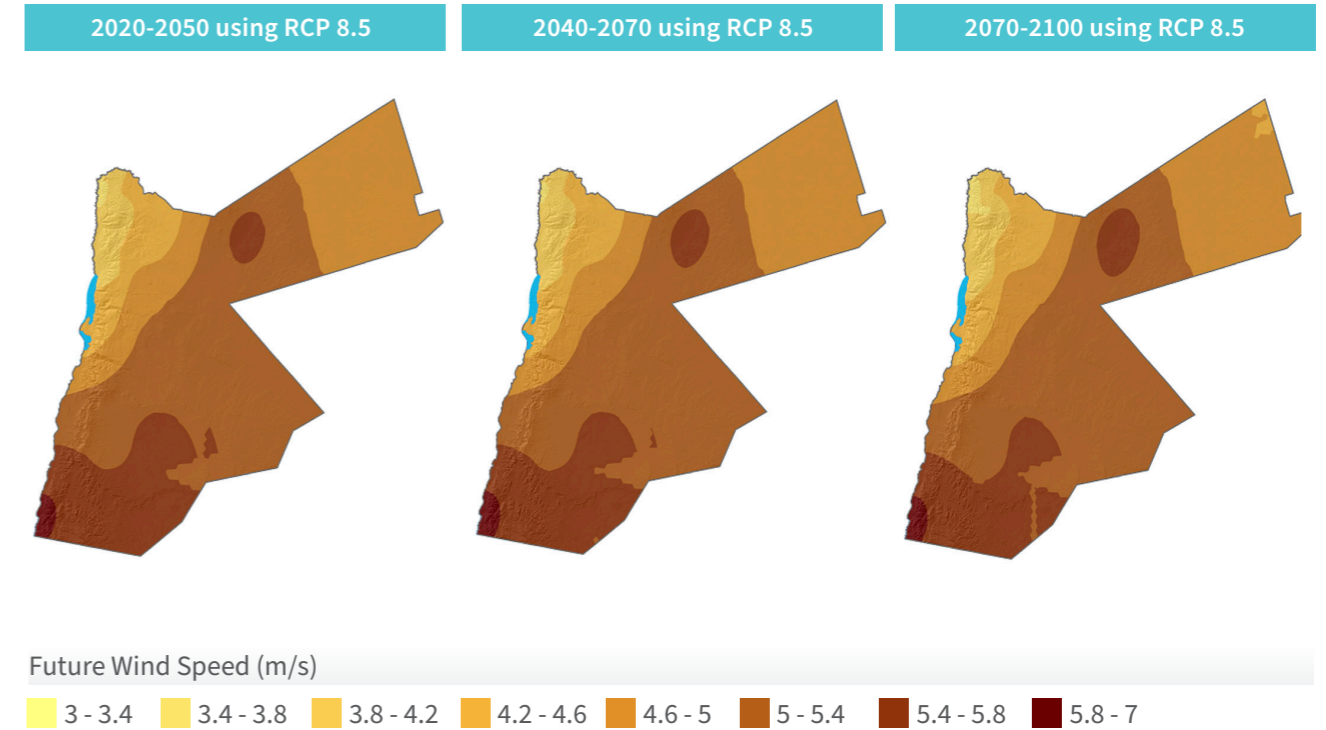 2020-2050 using RCP 8.5
2040-2070 using RCP 8.5
2070-2100 using RCP 8.5
Future Wind Speed (m/s)
3 - 3.4
3.4 - 3.8
3.8 - 4.2
4.2 - 4.6
4.6 - 5
5 - 5.4
5.4 - 5.8
5.8 - 7